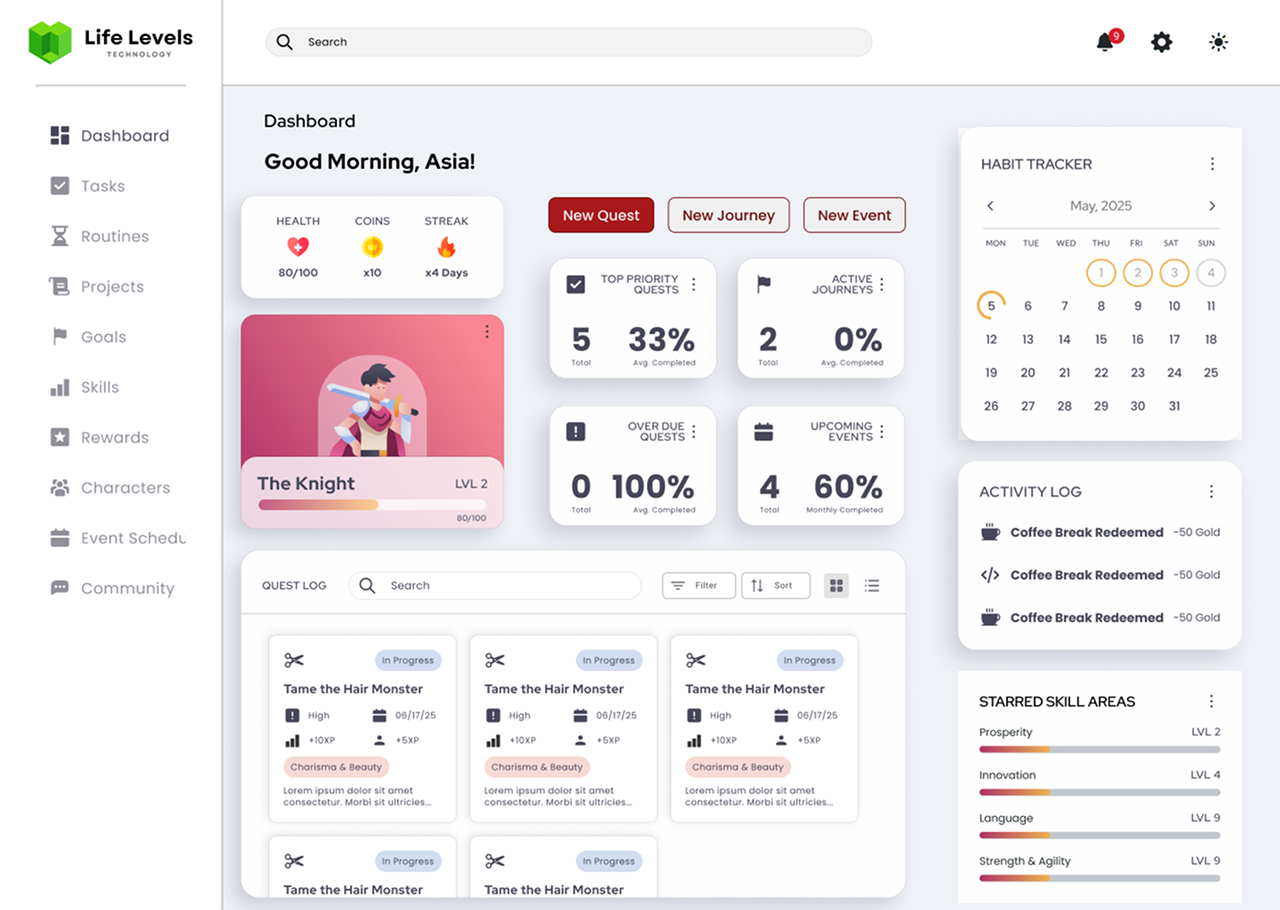 Life Levels
TECHNOLOGY
Search
9
Dashboard
Tasks
Routines
Projects
Goals
Skills
Rewards
Characters
Event Schedu
Community
Dashboard
Good Morning, Asia!
HEALTH COINS STREAK
80/100 x10 x4 Days
The Knight LVL 2
80/100
New Quest New Journey New Event
TOP PRIORITY
QUESTS
5 33%
Total Avg. Completed
ACTIVE
JOURNEYS
2 0%
Total Avg. Completed
OVER DUE
QUESTS
0 100%
Total Avg. Completed
UPCOMING
EVENTS
4 60%
Total Monthly Completed
QUEST LOG Search Filter Sort
In Progress
Tame the Hair Monster
High 06/17/25
+10XP +5XP
Charisma & Beauty
Lorem ipsum dolor sit amet
consectetur. Morbi sit ultricies...
In Progress
Tame the Hair Monster
High 06/17/25
+10XP +5XP
Charisma & Beauty
Lorem ipsum dolor sit amet
consectetur. Morbi sit ultricies...
In Progress
Tame the Hair Monster
High 06/17/25
+10XP +5XP
Charisma & Beauty
Lorem ipsum dolor sit amet
consectetur. Morbi sit ultricies...
In Progress
Tame the Hair Monster
In Progress
Tame the Hair Monster
HABIT TRACKER
May, 2025
MON TUE WED THU FRI SAT SUN
1 2 3 4
5 6 7 8 9 10 11
12 13 14 15 16 17 18
19 20 21 22 23 24 25
26 27 28 29 30 31
ACTIVITY LOG
Coffee Break Redeemed -50 Gold
Coffee Break Redeemed -50 Gold
Coffee Break Redeemed -50 Gold
STARRED SKILL AREAS
Prosperity LVL 2
Innovation LVL 4
Language LVL 9
Strength & Agility LVL 9